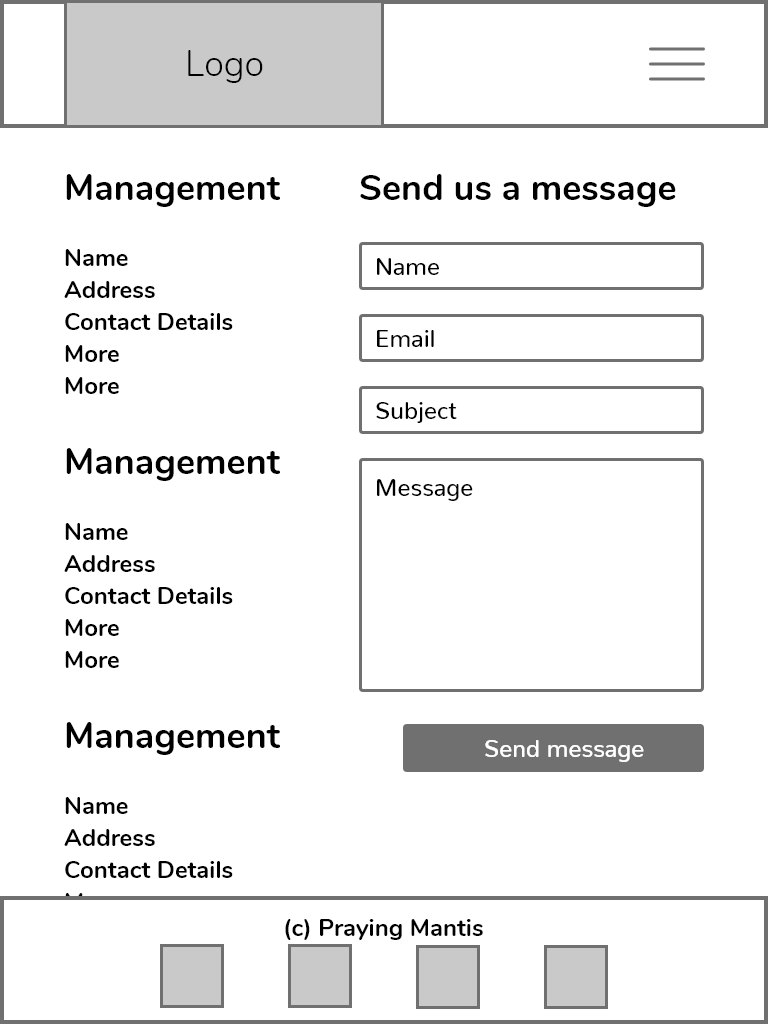 Logo
Management
Name
Address
Contact Details
More
More
Management
Name
Address
Contact Details
More
More
Management
Name
Address
Contact Details
Send us a message
Name
Email
Subject
Message
Send message
(c) Praying Mantis